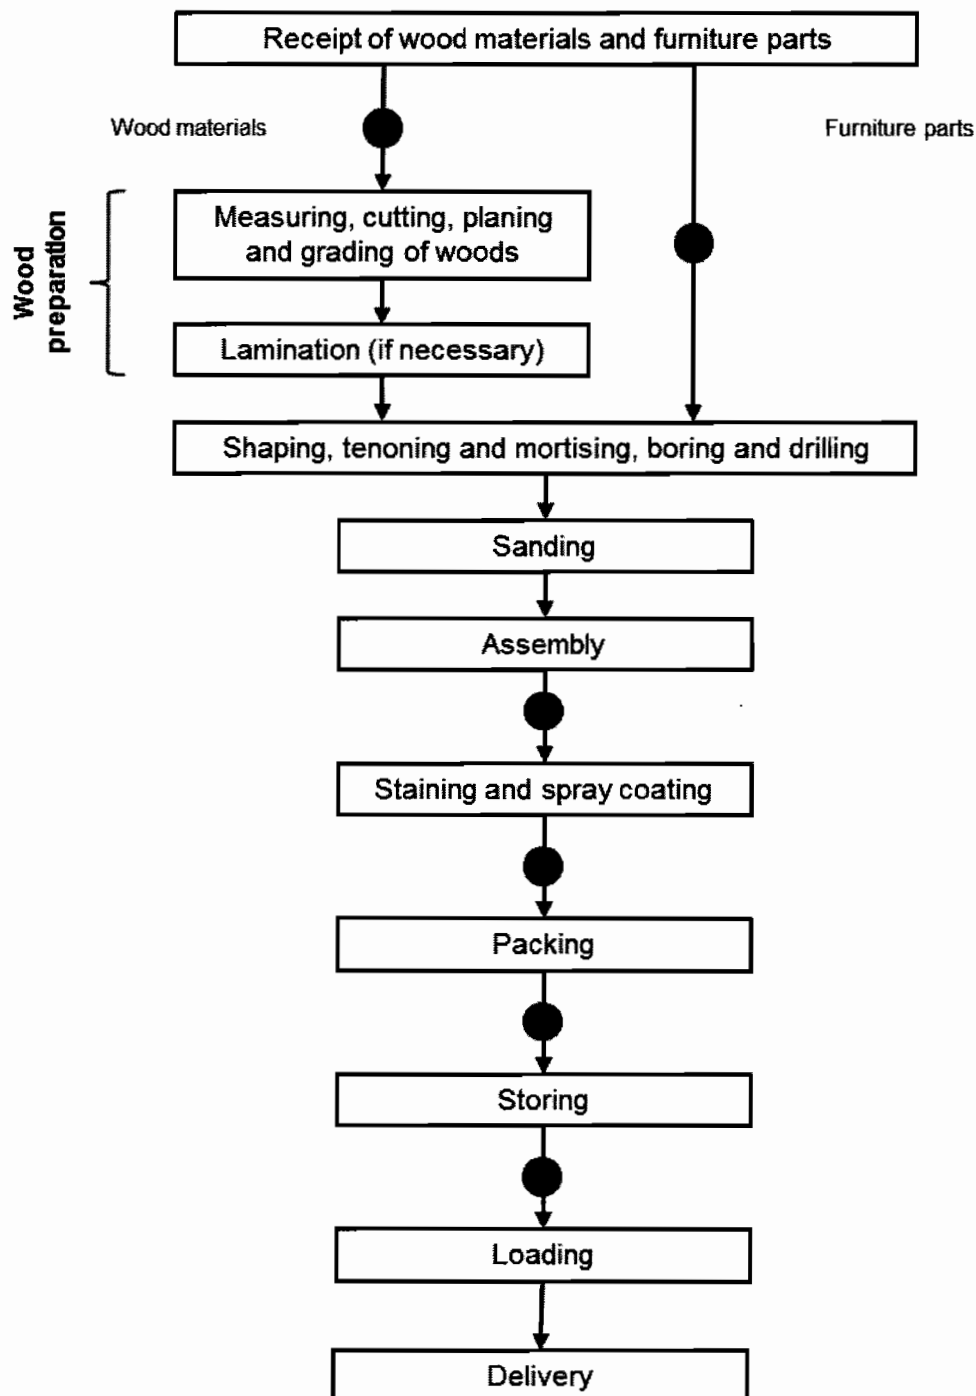 Receipt of wood materials and furniture parts
Wood materials
Furniture parts
Wood
preparation
Measuring, cutting, planing
and grading of woods
Lamination (if necessary)
Shaping, tenoning and mortising, boring and drilling
Sanding
Assembly
Staining and spray coating
Packing
Storing
Loading
Delivery